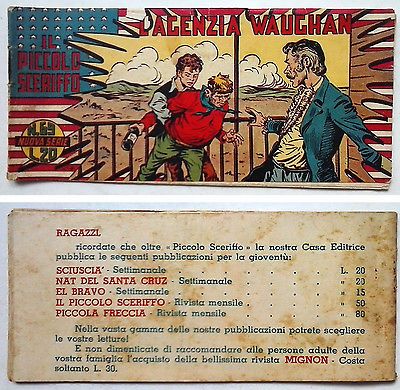 L'AGENZIA VAUGHAN
IL
PICCOLO
SCERIFFO
N. 69
NUOVA SERIE
L. 20
RAGAZZI,
ricordate che oltre «Piccolo Sceriffo» la nostra Casa Editrice
pubblica le seguenti pubblicazioni per la gioventù:
SCIUSCIA' - Settimanale . . . . L. 20
NAT DEL SANTA CRUZ - Settimanale . . » 20
EL BRAVO - Settimanale . . . . » 15
IL PICCOLO SCERIFFO - Rivista mensile . . » 50
PICCOLA FRECCIA - Rivista mensile . . . » 80
Nella vasta gamma delle nostre pubblicazioni potrete scegliere
le vostre letture!
E non dimenticate di raccomandare alle persone adulte della
vostra famiglia l'acquisto della bellissima rivista MIGNON - Costa
soltanto L. 30.